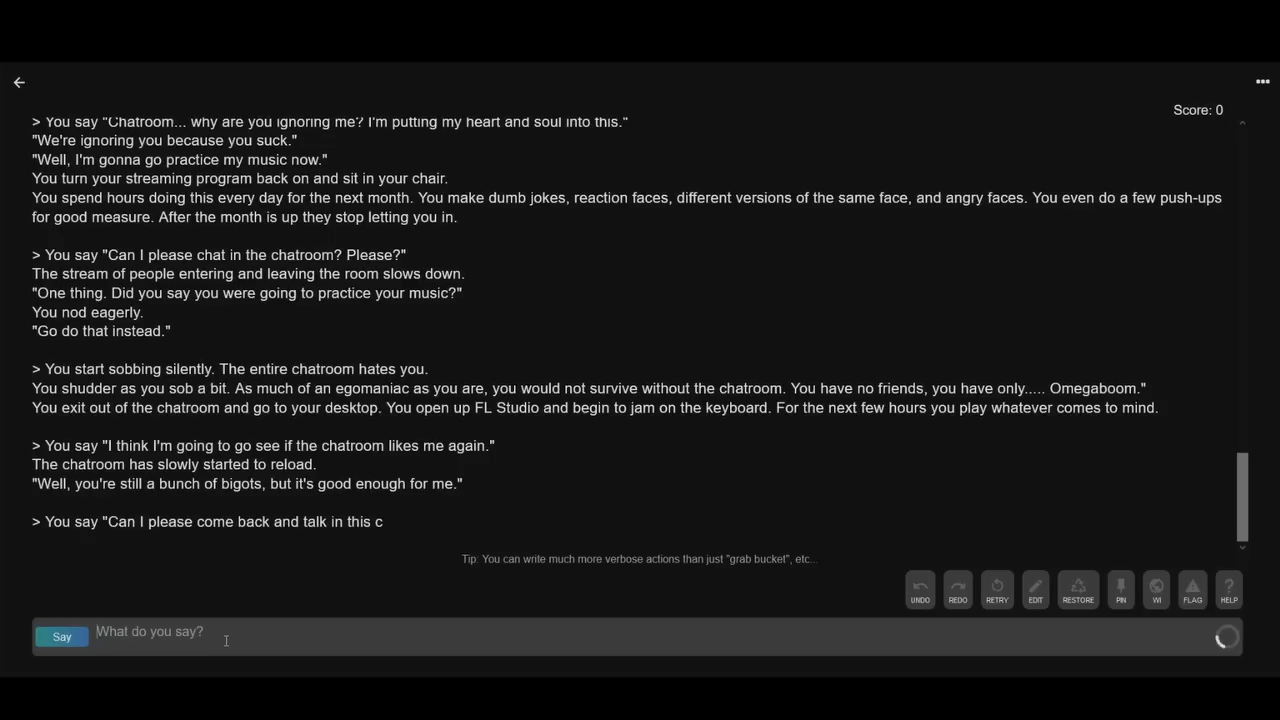 Score: 0
> You say "Chatroom... why are you ignoring me? I'm putting my heart and soul into this."
"We're ignoring you because you suck."
"Well, I'm gonna go practice my music now."
You turn your streaming program back on and sit in your chair.
You spend hours doing this every day for the next month. You make dumb jokes, reaction faces, different versions of the same face, and angry faces. You even do a few push-ups
for good measure. After the month is up they stop letting you in.
> You say "Can I please chat in the chatroom? Please?"
The stream of people entering and leaving the room slows down.
"One thing. Did you say you were going to practice your music?"
You nod eagerly.
"Go do that instead."
> You start sobbing silently. The entire chatroom hates you.
You shudder as you sob a bit. As much of an egomaniac as you are, you would not survive without the chatroom. You have no friends, you have only..... Omegaboom."
You exit out of the chatroom and go to your desktop. You open up FL Studio and begin to jam on the keyboard. For the next few hours you play whatever comes to mind.
> You say "I think I'm going to go see if the chatroom likes me again."
The chatroom has slowly started to reload.
"Well, you're still a bunch of bigots, but it's good enough for me."
> You say "Can I please come back and talk in this c
Tip: You can write much more verbose actions than just "grab bucket", etc...
UNDO REDO RETRY EDIT RESTORE PIN WI FLAG HELP
Say What do you say?